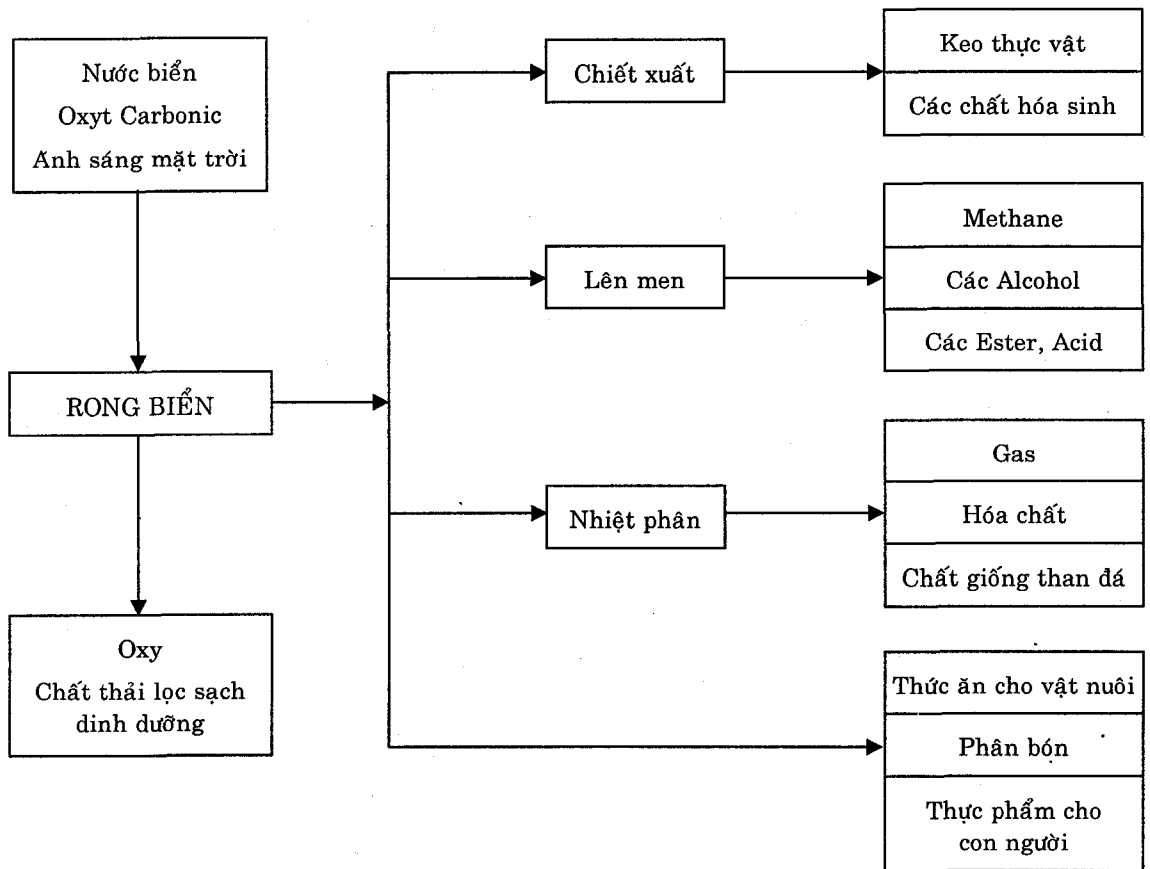 Nước biển
Oxyt Carbonic
Ánh sáng mặt trời
RONG BIỂN
Oxy
Chất thải lọc sạch
dinh dưỡng
Chiết xuất
Keo thực vật
Các chất hóa sinh
Lên men
Methane
Các Alcohol
Các Ester, Acid
Nhiệt phân
Gas
Hóa chất
Chất giống than đá
Thức ăn cho vật nuôi
Phân bón
Thực phẩm cho
con người